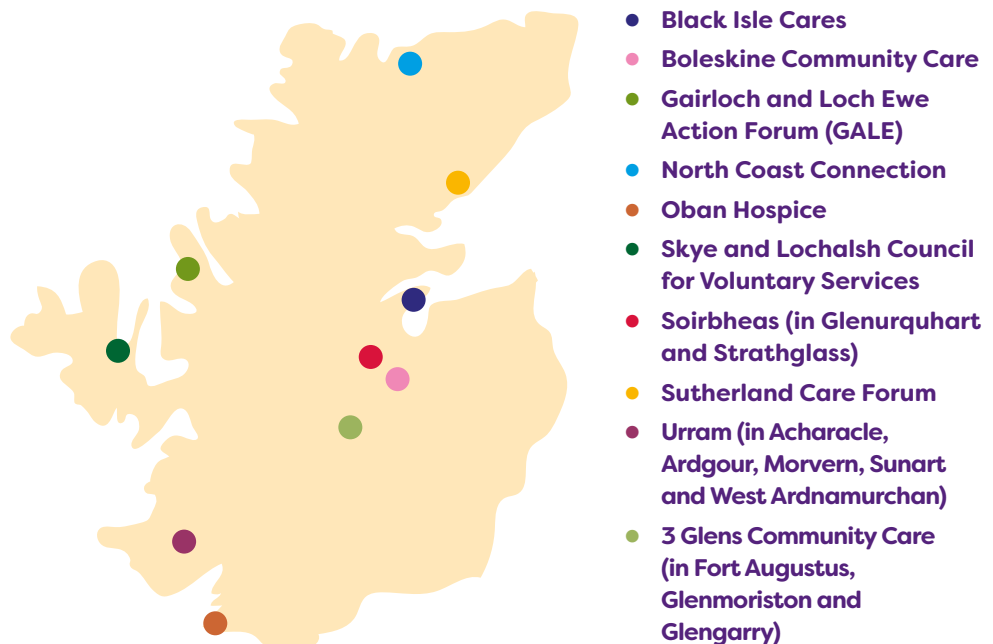 Black Isle Cares
Boleskine Community Care
Gairloch and Loch Ewe
Action Forum (GALE)
North Coast Connection
Oban Hospice
Skye and Lochalsh Council
for Voluntary Services
Soirbheas (in Glenurquhart
and Strathglass)
Sutherland Care Forum
Urram (in Acharacle,
Ardgour, Morvern, Sunart
and West Ardnamurchan)
3 Glens Community Care
(in Fort Augustus,
Glenmoriston and
Glengarry)